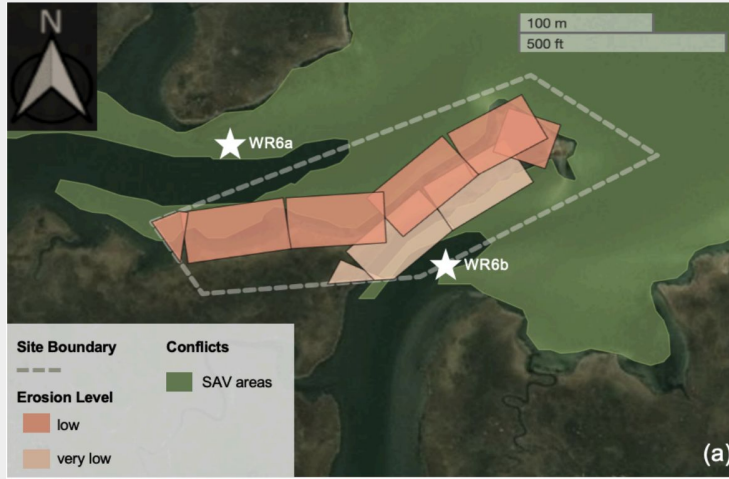 N
100 m
500 ft
WR6a
WR6b
Site Boundary
Conflicts
SAV areas
Erosion Level
low
very low
(a)